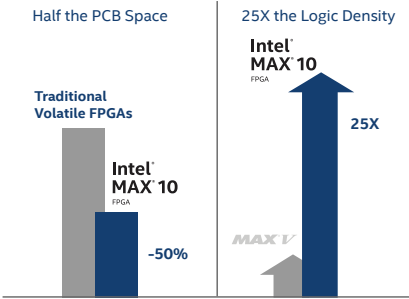 Half the PCB Space
Traditional
Volatile FPGAs
Intel®
MAX® 10
FPGA
-50%
25X the Logic Density
Intel®
MAX® 10
FPGA
25X
MAX V